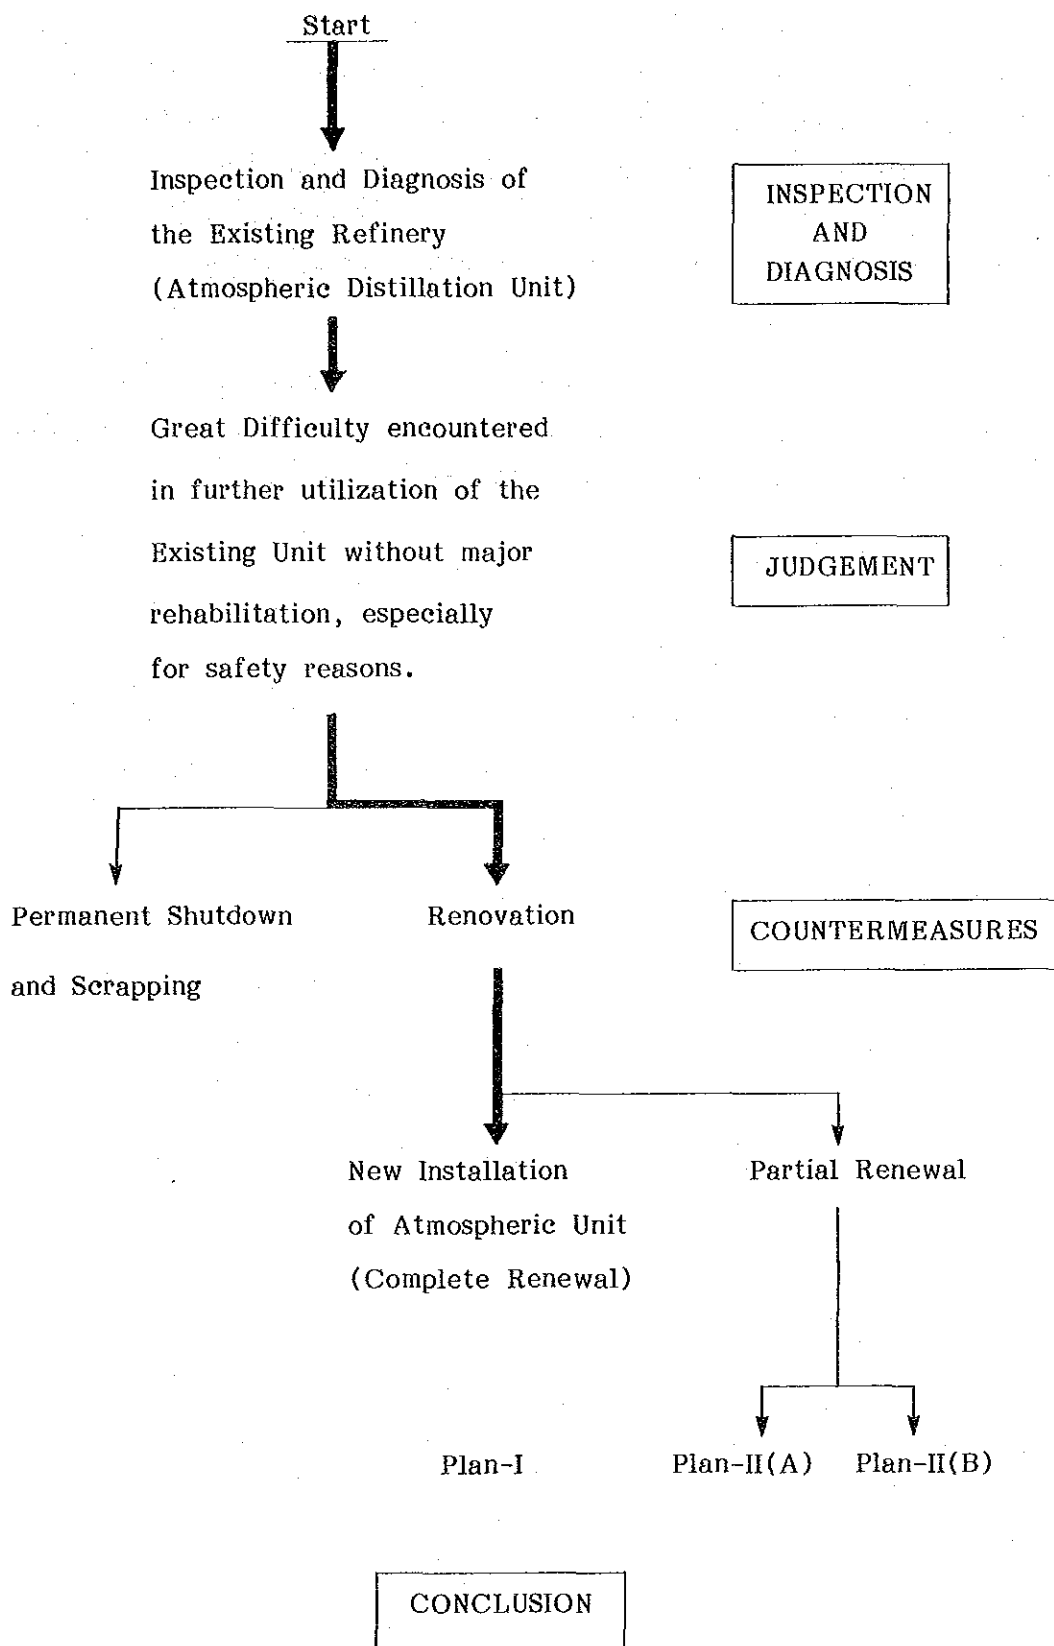 Start
Inspection and Diagnosis of
the Existing Refinery
(Atmospheric Distillation Unit)
INSPECTION
AND
DIAGNOSIS
Great Difficulty encountered
in further utilization of the
Existing Unit without major
rehabilitation, especially
for safety reasons.
JUDGEMENT
Permanent Shutdown
and Scrapping
Renovation
COUNTERMEASURES
New Installation
of Atmospheric Unit
(Complete Renewal)
Partial Renewal
Plan-I
Plan-II(A)
Plan-II(B)
CONCLUSION